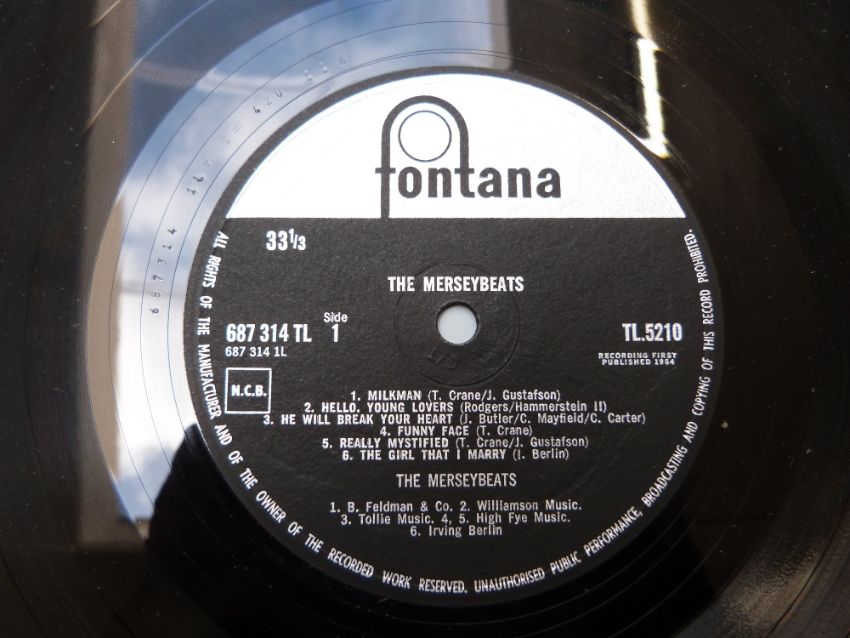 fontana
33 1/3
THE MERSEYBEATS
687 314 TL
Side
1
TL.5210
687 314 1L
RECORDING FIRST
PUBLISHED 1964
N.C.B.
1. MILKMAN (T. Crane/J. Gustafson)
2. HELLO, YOUNG LOVERS (Rodgers/Hammerstein II)
3. HE WILL BREAK YOUR HEART (J. Butler/C. Mayfield/C. Carter)
4. FUNNY FACE (T. Crane)
5. REALLY MYSTIFIED (T. Crane/J. Gustafson)
6. THE GIRL THAT I MARRY (I. Berlin)
THE MERSEYBEATS
1. B. Feldman & Co. 2. Williamson Music.
3. Tollie Music. 4, 5. High Fye Music.
6. Irving Berlin
ALL RIGHTS OF THE MANUFACTURER AND OF THE OWNER OF THE RECORDED WORK RESERVED. UNAUTHORISED PUBLIC PERFORMANCE, BROADCASTING AND COPYING OF THIS RECORD PROHIBITED.
687314
420